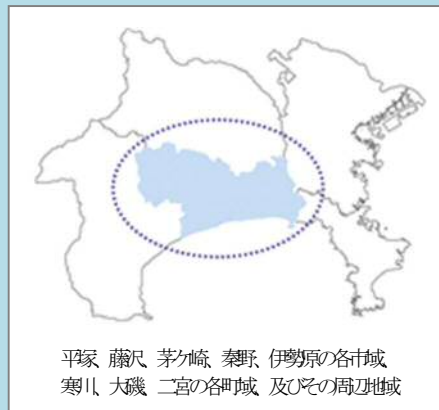 平塚、藤沢、茅ケ崎、秦野、伊勢原の各市域、
寒川、大磯、二宮の各町域、及びその周辺地域